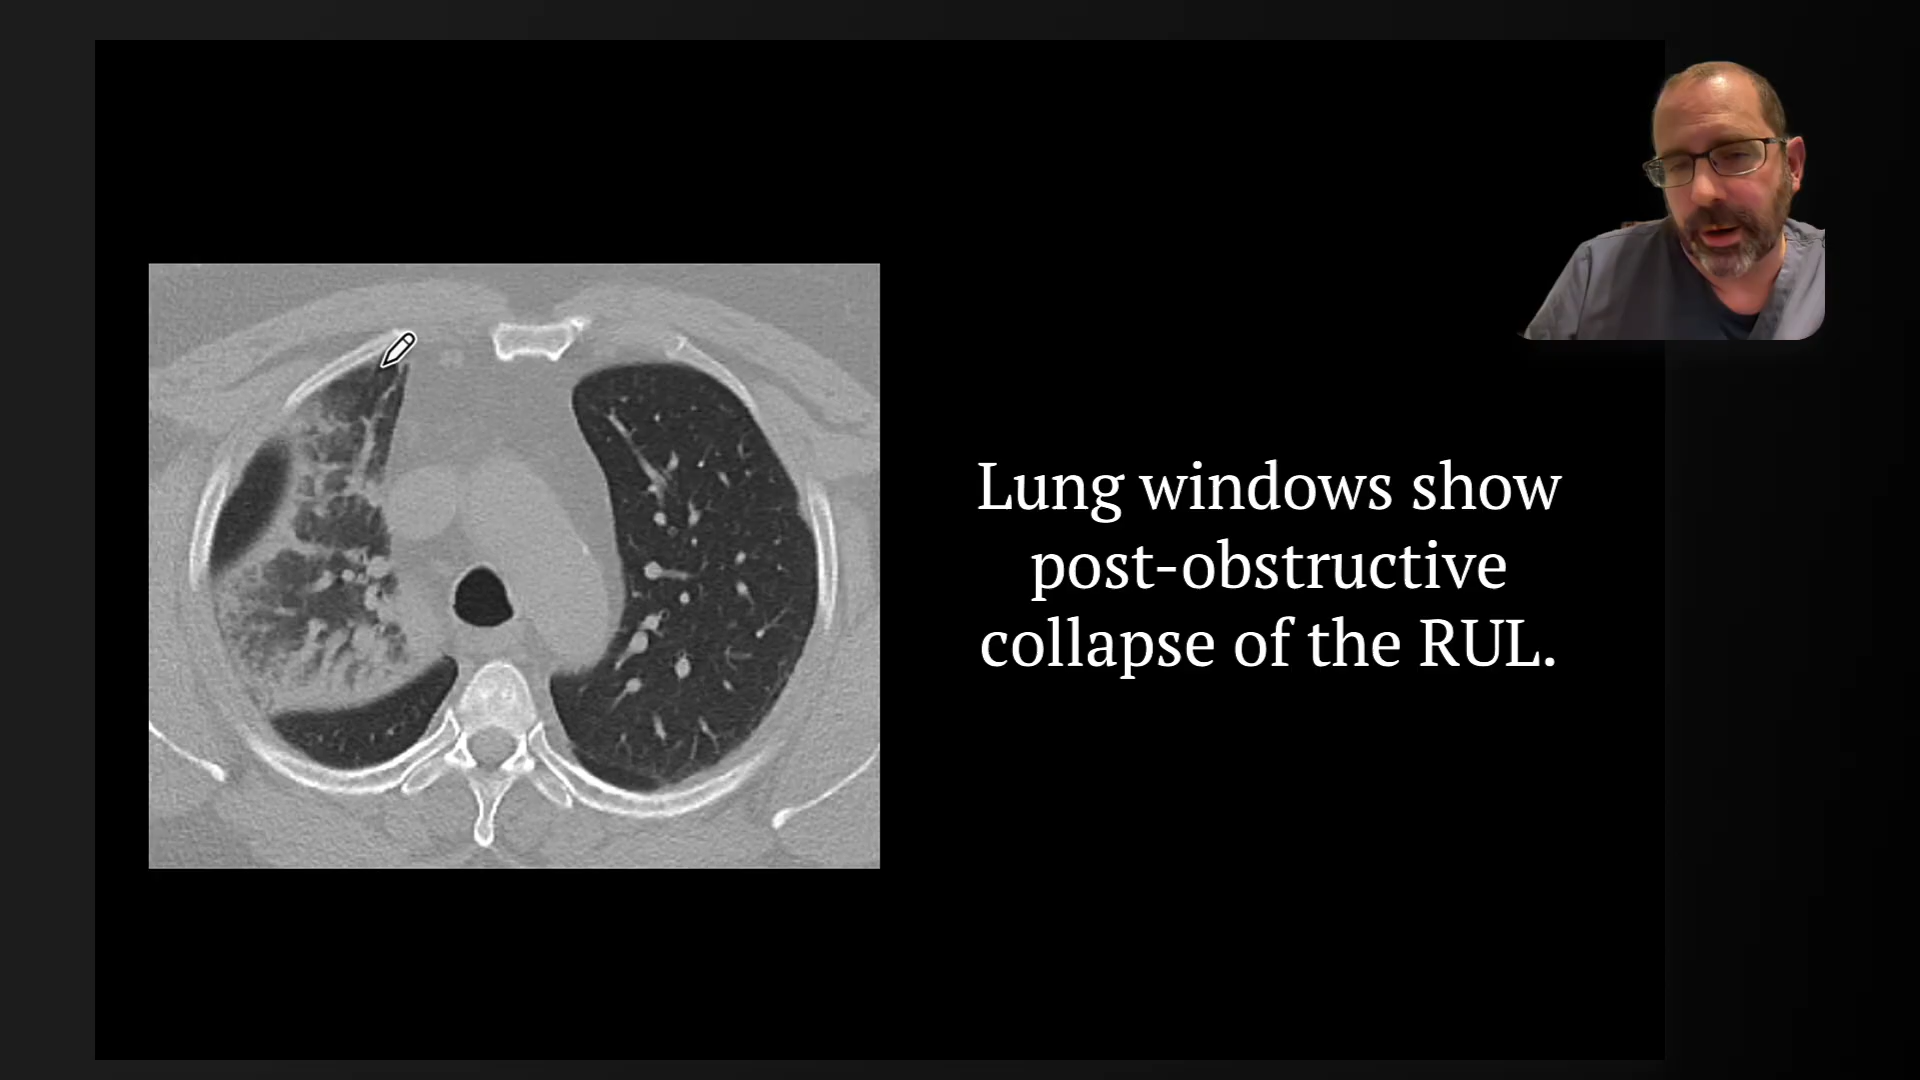 Lung windows show
post-obstructive
collapse of the RUL.